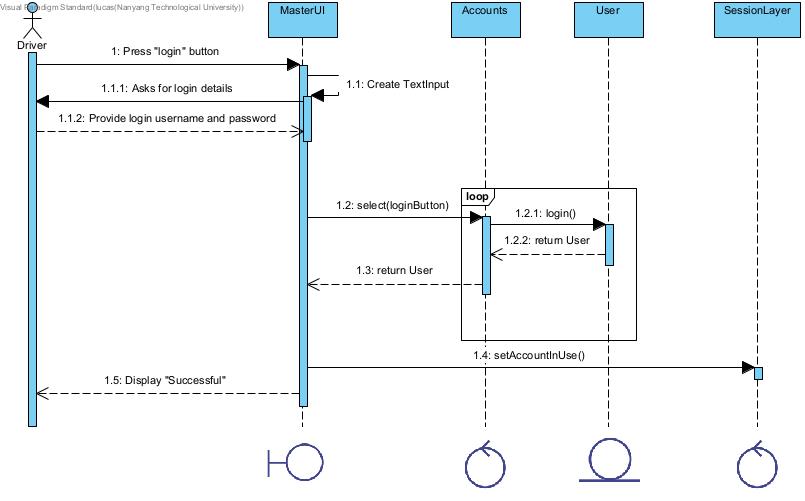 Visual Paradigm Standard(lucas(Nanyang Technological University))
MasterUI
Accounts
User
SessionLayer
Driver
1: Press "login" button
1.1: Create TextInput
1.1.1: Asks for login details
1.1.2: Provide login username and password
loop
1.2: select(loginButton)
1.2.1: login()
1.2.2: return User
1.3: return User
1.4: setAccountInUse()
1.5: Display "Successful"